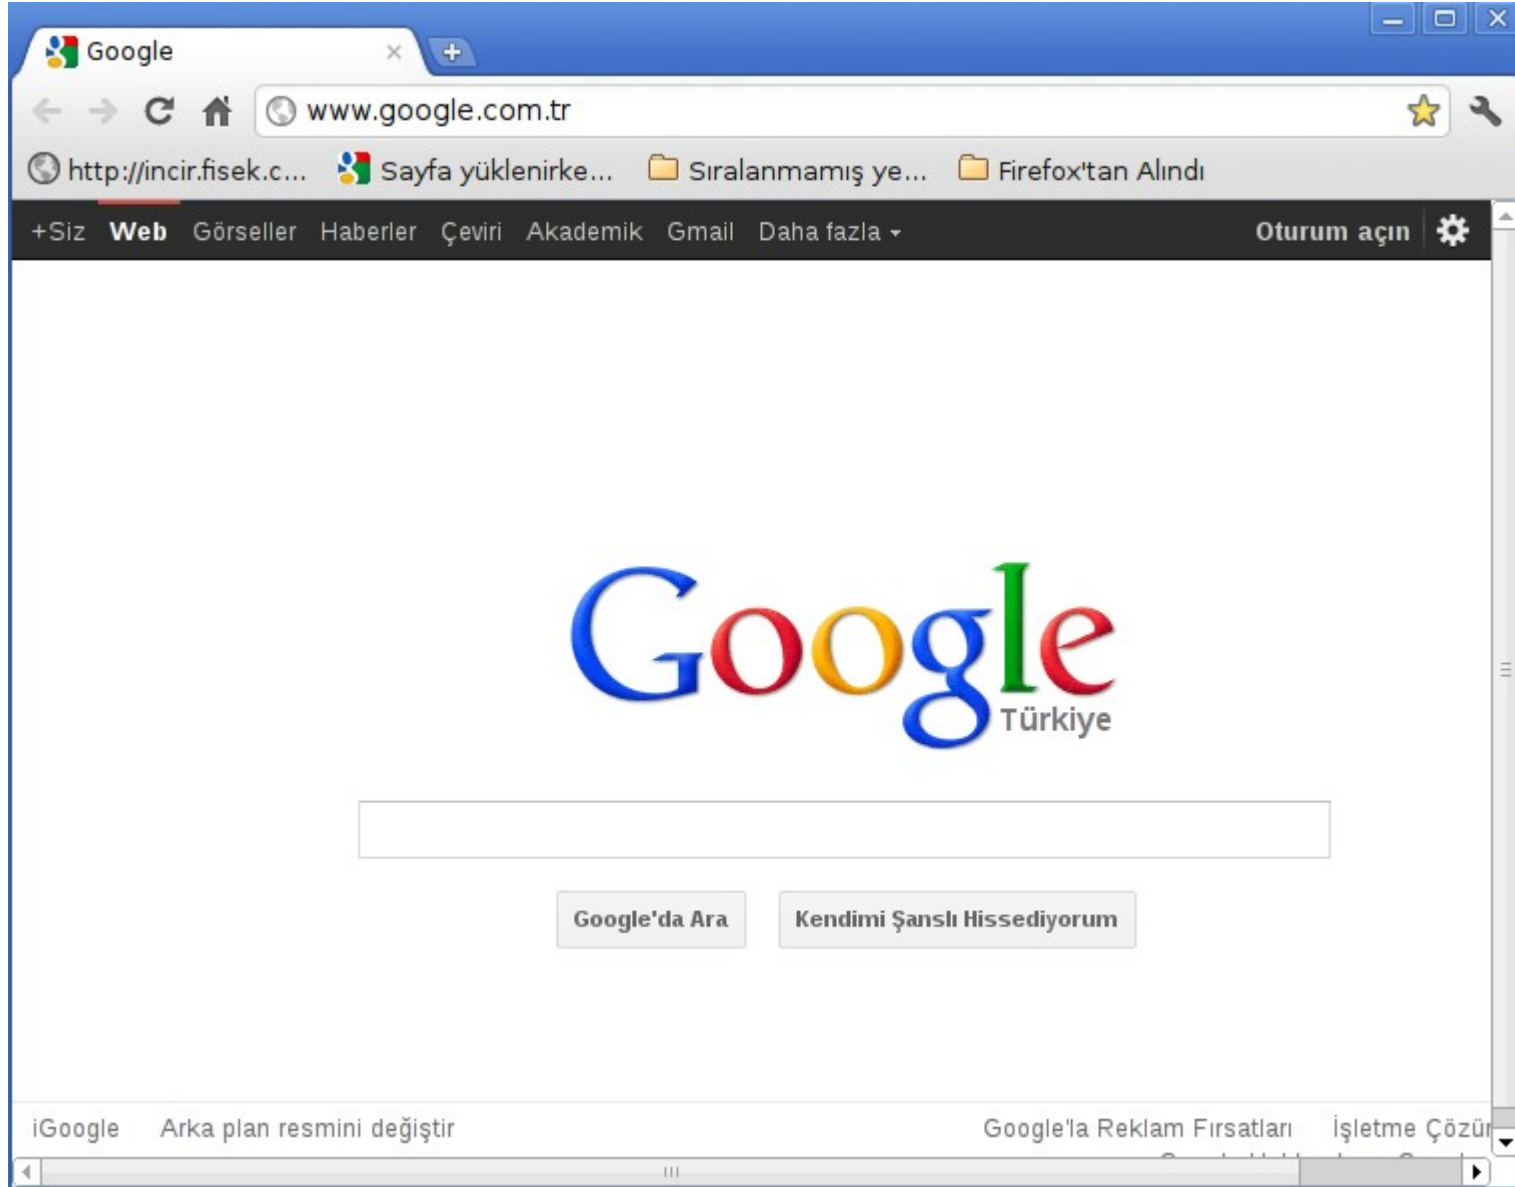 Google
www.google.com.tr
http://incir.fisek.c... Sayfa yüklenirke... Sıralanmamış ye... Firefox'tan Alındı
+Siz Web Görseller Haberler Çeviri Akademik Gmail Daha fazla Oturum açın
Google
Türkiye
Google'da Ara Kendimi Şanslı Hissediyorum
iGoogle Arka plan resmini değiştir Google'la Reklam Fırsatları İşletme